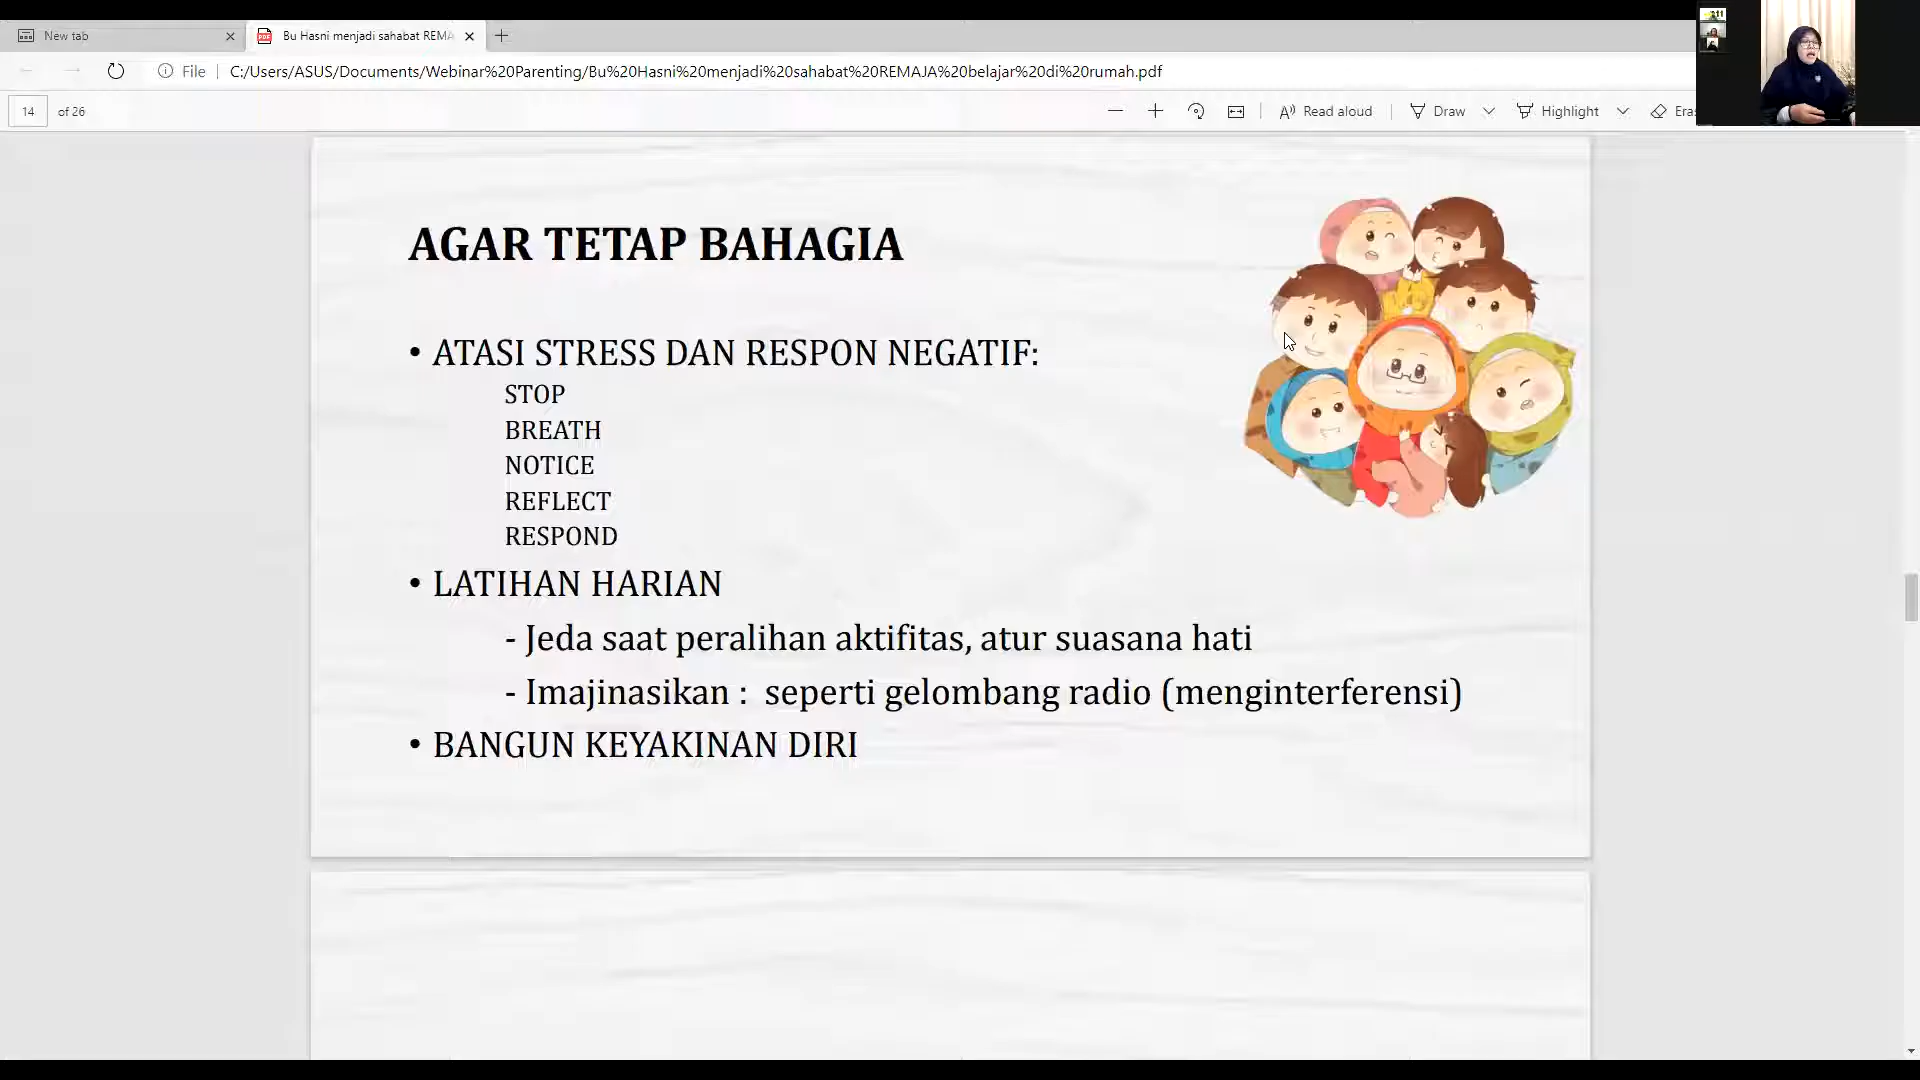 New tab
Bu Hasni menjadi sahabat REMA
File
C:/Users/ASUS/Documents/Webinar%20Parenting/Bu%20Hasni%20menjadi%20sahabat%20REMAJA%20belajar%20di%20rumah.pdf
14 of 26
Read aloud
Draw
Highlight
Eras
AGAR TETAP BAHAGIA
• ATASI STRESS DAN RESPON NEGATIF:
STOP
BREATH
NOTICE
REFLECT
RESPOND
• LATIHAN HARIAN
- Jeda saat peralihan aktifitas, atur suasana hati
- Imajinasikan : seperti gelombang radio (menginterferensi)
• BANGUN KEYAKINAN DIRI